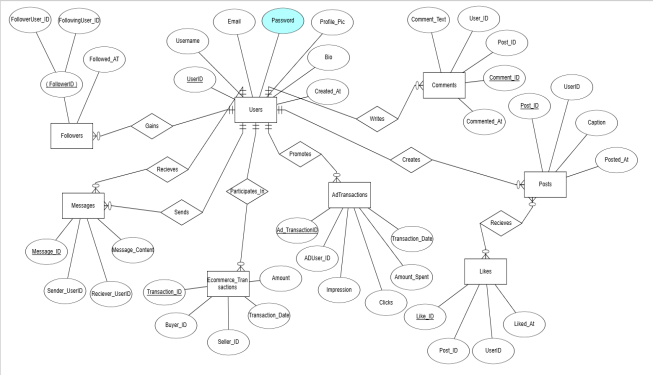 FollowerUser_ID
FollowingUser_ID
Email
Password
Profile_Pic
Comment_Text
User_ID
Username
Post_ID
Followed_AT
Bio
( FollowerID )
UserID
Comment_ID
Created_At
Comments
Users
Followers
Gains
Writes
Commented_At
Post_ID
UserID
Caption
Posted_At
Recieves
Promotes
Creates
Posts
Participates_In
AdTransactions
Messages
Sends
Recieves
Ad_TransactionID
Transaction_Date
Message_ID
Message_Content
ADUser_ID
Likes
Sender_UserID
Reciever_UserID
Ecommerce_Tran
sactions
Amount
Impression
Amount_Spent
Transaction_ID
Clicks
Transaction_Date
Like_ID
Liked_At
Buyer_ID
Seller_ID
Post_ID
UserID